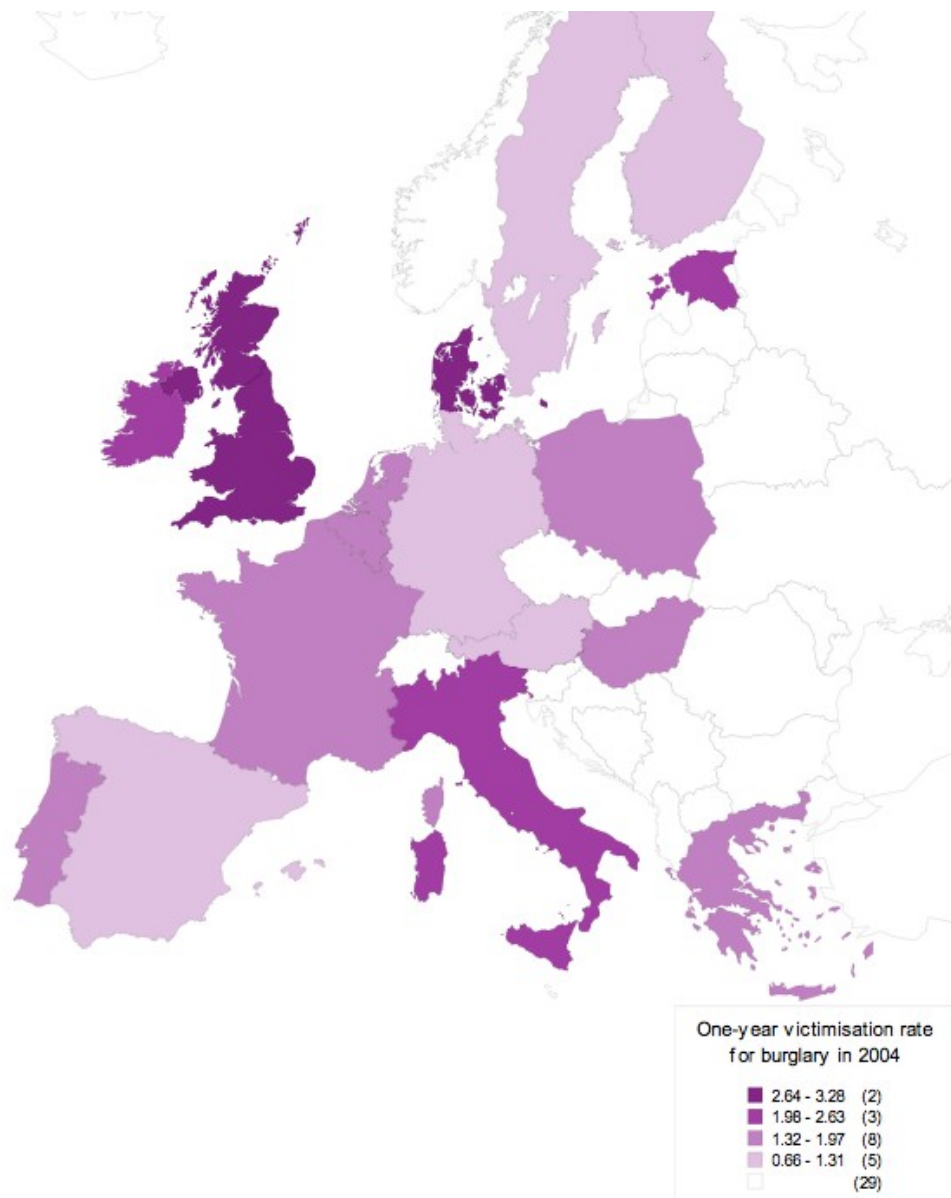 One-year victimisation rate
for burglary in 2004
2.64 - 3.28 (2)
1.98 - 2.63 (3)
1.32 - 1.97 (8)
0.66 - 1.31 (5)
(29)